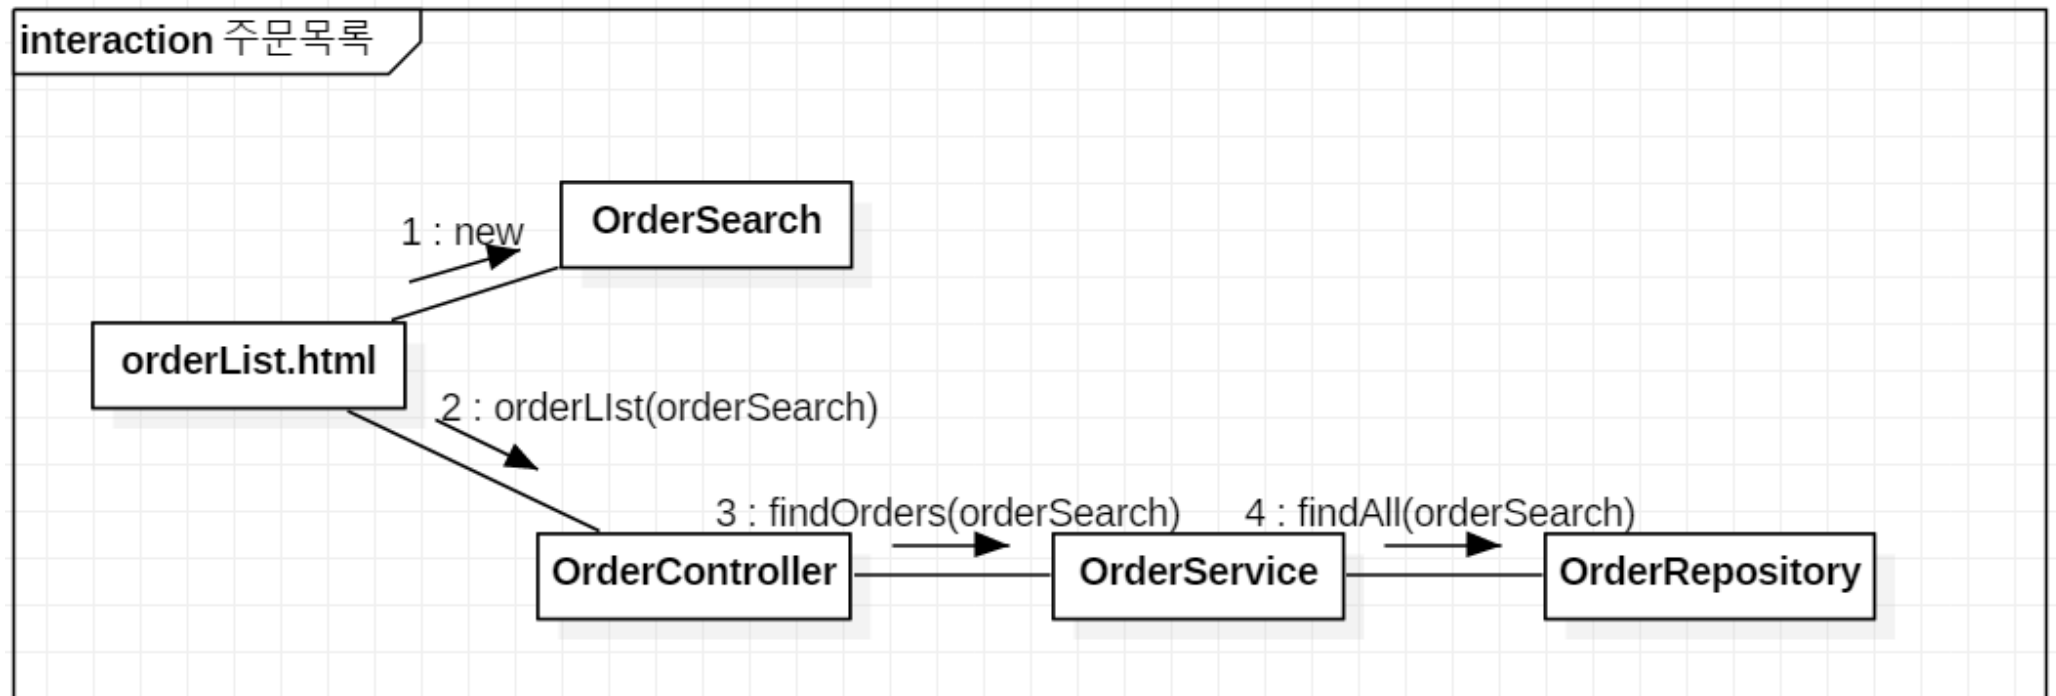 interaction 주문목록
1 : new
OrderSearch
orderList.html
2 : orderLIst(orderSearch)
3 : findOrders(orderSearch)
4 : findAll(orderSearch)
OrderController
OrderService
OrderRepository